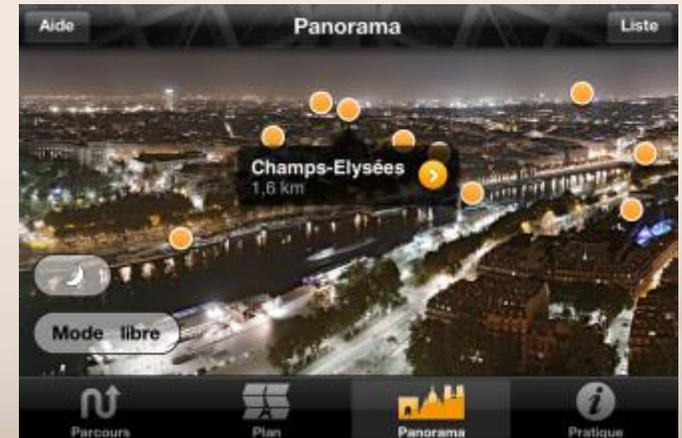 Aide
Panorama
Liste
Champs-Elysées
1,6 km
Mode libre
Parcours
Plan
Panorama
Pratique